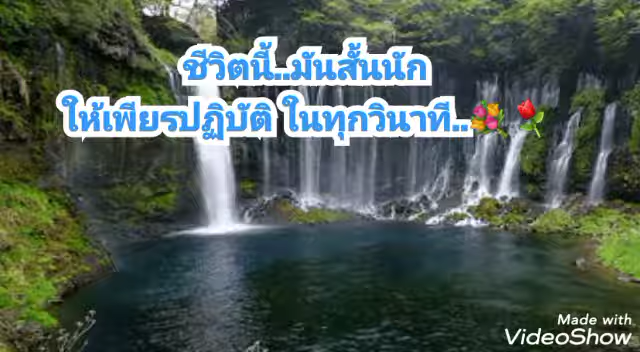 ชีวิตนี้..มันสั้นนัก
ให้เพียรปฏิบัติ ในทุกวินาที..💐🌹
Made with
VideoShow